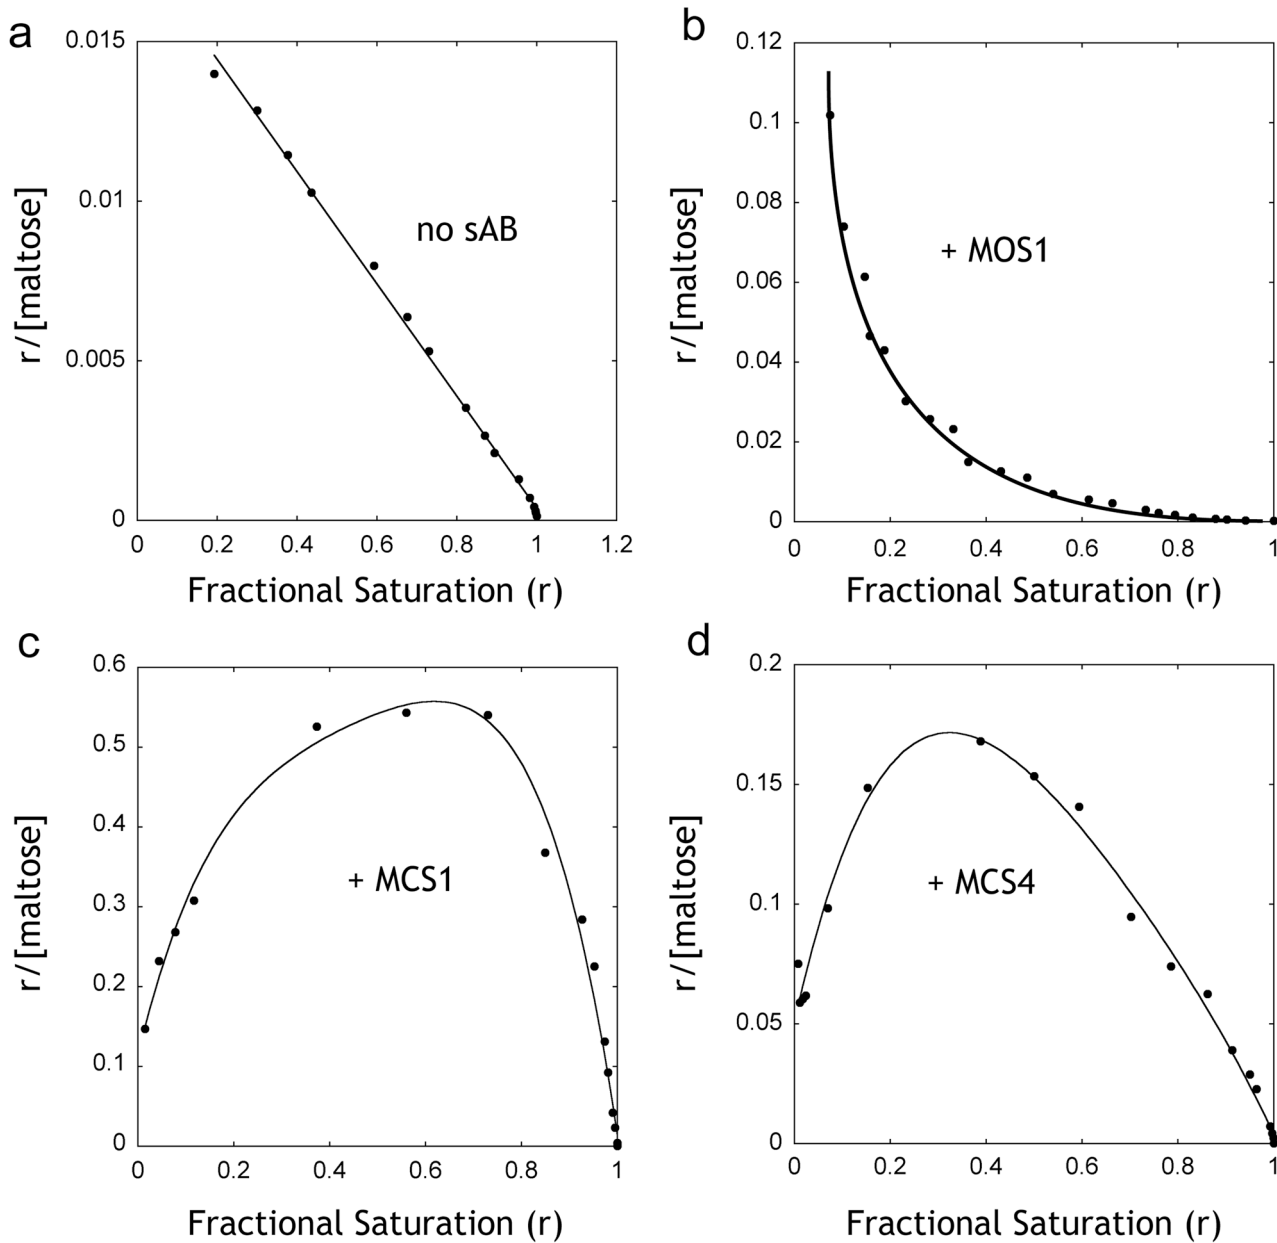 a
0.015
0.01
0.005
0
r/[maltose]
no sAB
0 0.2 0.4 0.6 0.8 1 1.2
Fractional Saturation (r)
b
0.12
0.1
0.08
0.06
0.04
0.02
0
r/[maltose]
+ MOS1
0 0.2 0.4 0.6 0.8 1
Fractional Saturation (r)
c
0.6
0.5
0.4
0.3
0.2
0.1
0
r/[maltose]
+ MCS1
0 0.2 0.4 0.6 0.8 1
Fractional Saturation (r)
d
0.2
0.15
0.1
0.05
0
r/[maltose]
+ MCS4
0 0.2 0.4 0.6 0.8 1
Fractional Saturation (r)